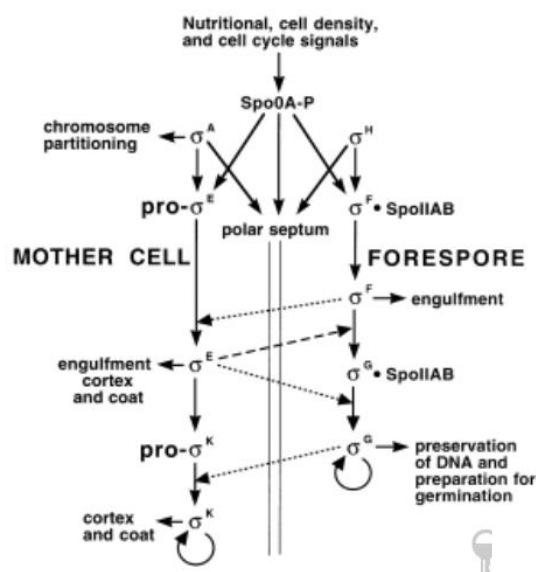 Nutritional, cell density,
and cell cycle signals
Spo0A-P
chromosome
partitioning
σA
σH
pro-σE
σF • SpoIIAB
polar septum
MOTHER CELL
FORESPORE
σF
engulfment
engulfment
cortex
and coat
σE
σG • SpoIIAB
pro-σK
σG
preservation
of DNA and
preparation for
germination
cortex
and coat
σK